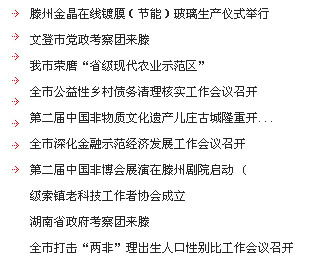 滕州金晶在线镀膜（节能）玻璃生产仪式举行
文登市党政考察团来滕
我市荣膺“省级现代农业示范区”
全市公益性乡村债务清理核实工作会议召开
第二届中国非物质文化遗产儿庄古城隆重开...
全市深化金融示范经济发展工作会议召开
第二届中国非博会展演在滕州剧院启动（
级索镇老科技工作者协会成立
湖南省政府考察团来滕
全市打击“两非”理出生人口性别比工作会议召开